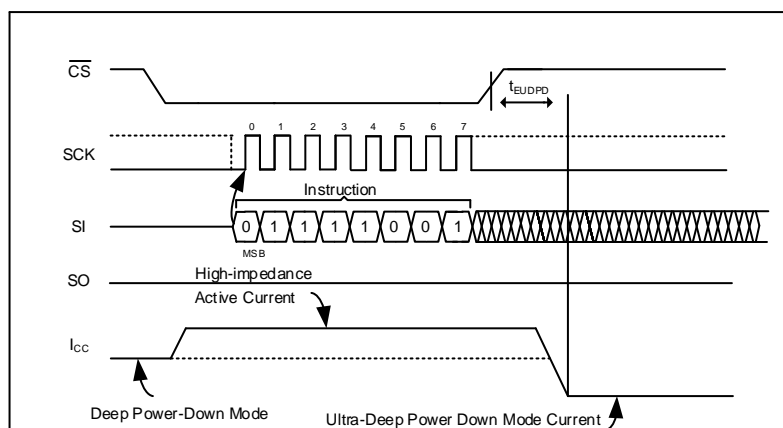 CS
tEUDPD
0 1 2 3 4 5 6 7
SCK
Instruction
SI
0 1 1 1 1 0 0 1
MSB
High-impedance
SO
Active Current
ICC
Deep Power-Down Mode
Ultra-Deep Power Down Mode Current